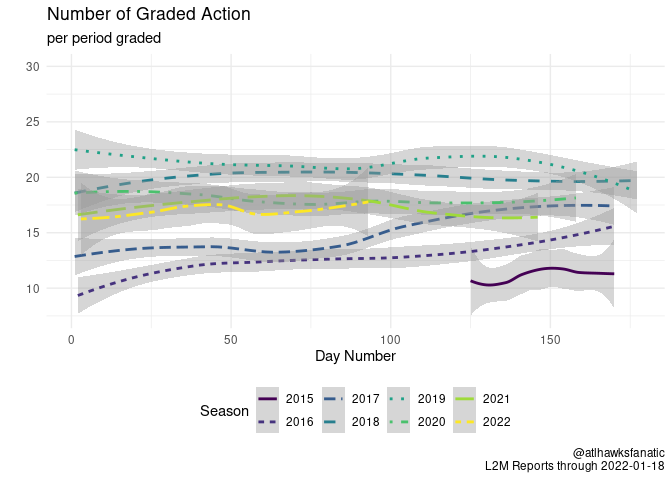 Number of Graded Action
per period graded
30
25
20
15
10
0 50 100 150
Day Number
Season 2015 2017 2019 2021
2016 2018 2020 2022
@atlhawksfanatic
L2M Reports through 2022-01-18